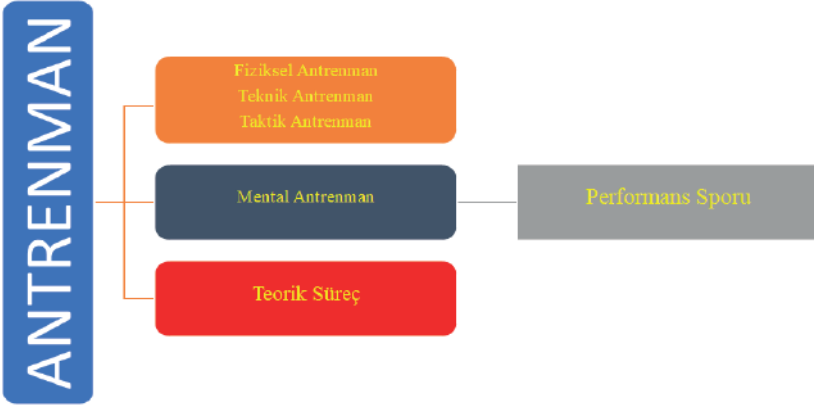 ANTRENMAN
Fiziksel Antrenman
Teknik Antrenman
Taktik Antrenman
Mental Antrenman
Performans Sporu
Teorik Süreç